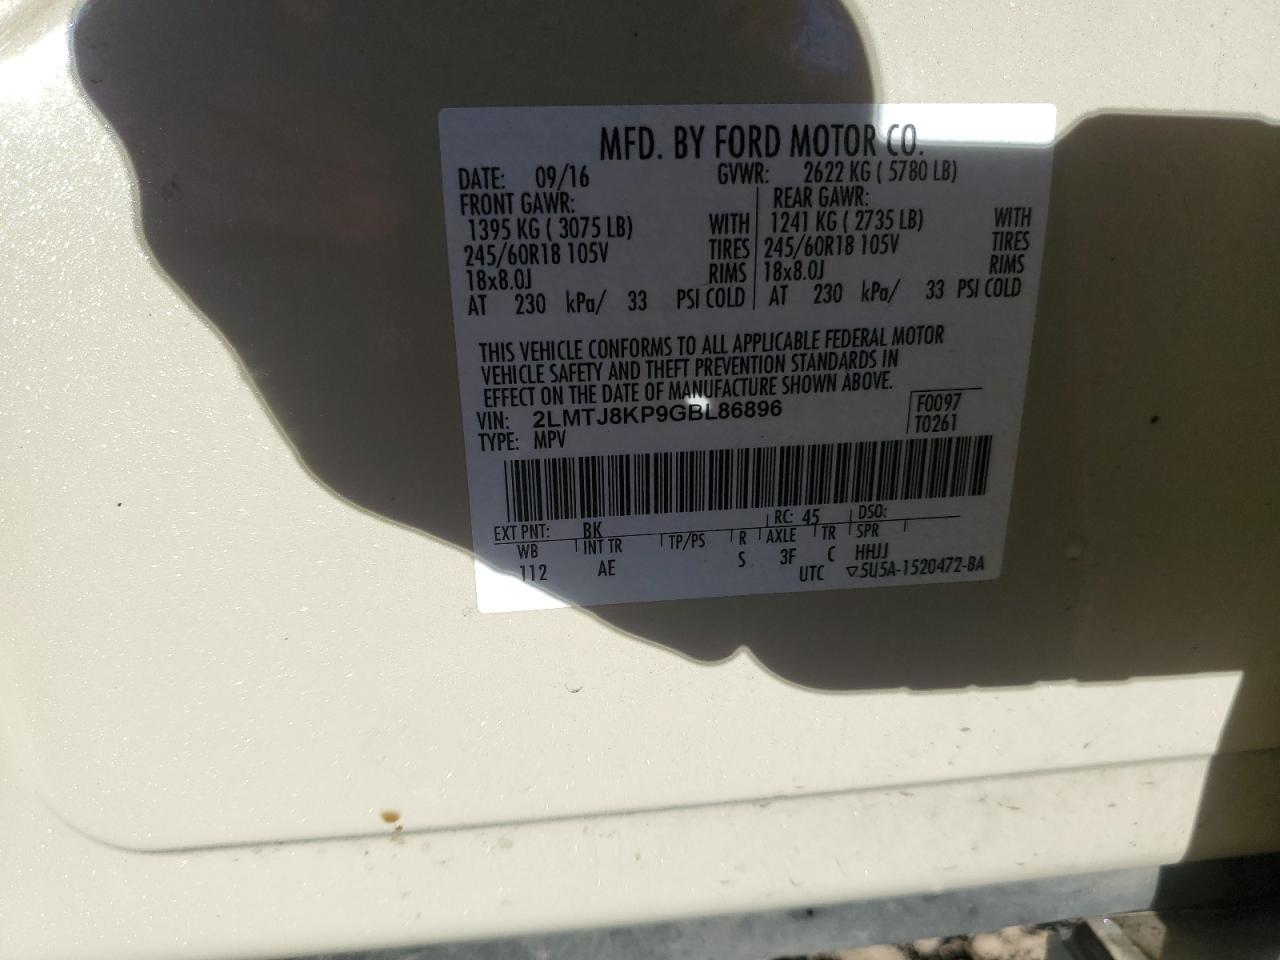 MFD. BY FORD MOTOR CO.
DATE: 09/16 GVWR: 2622 KG ( 5780 LB)
FRONT GAWR: REAR GAWR:
1395 KG ( 3075 LB) WITH 1241 KG ( 2735 LB) WITH
245/60R18 105V TIRES 245/60R18 105V TIRES
18x8.0J RIMS 18x8.0J RIMS
AT 230 kPa/ 33 PSI COLD AT 230 kPa/ 33 PSI COLD
THIS VEHICLE CONFORMS TO ALL APPLICABLE FEDERAL MOTOR
VEHICLE SAFETY AND THEFT PREVENTION STANDARDS IN
EFFECT ON THE DATE OF MANUFACTURE SHOWN ABOVE.
VIN: 2LMTJ8KP9GBL86896 F0097
TYPE: MPV T0261
EXT PNT: BK RC: 45 DSO:
WB INT TR TP/PS R AXLE TR SPR
112 AE S 3F C HHJJ
UTC ▽5U5A-1520472-BA